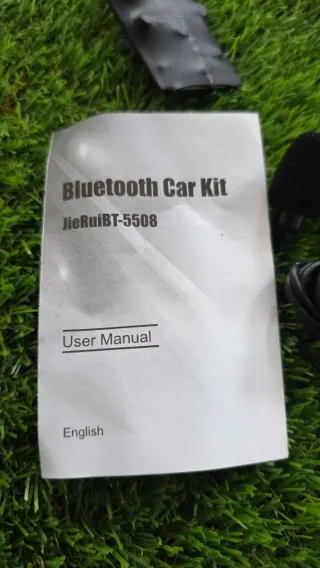 Bluetooth Car Kit
JieRuiBT-5508
User Manual
English